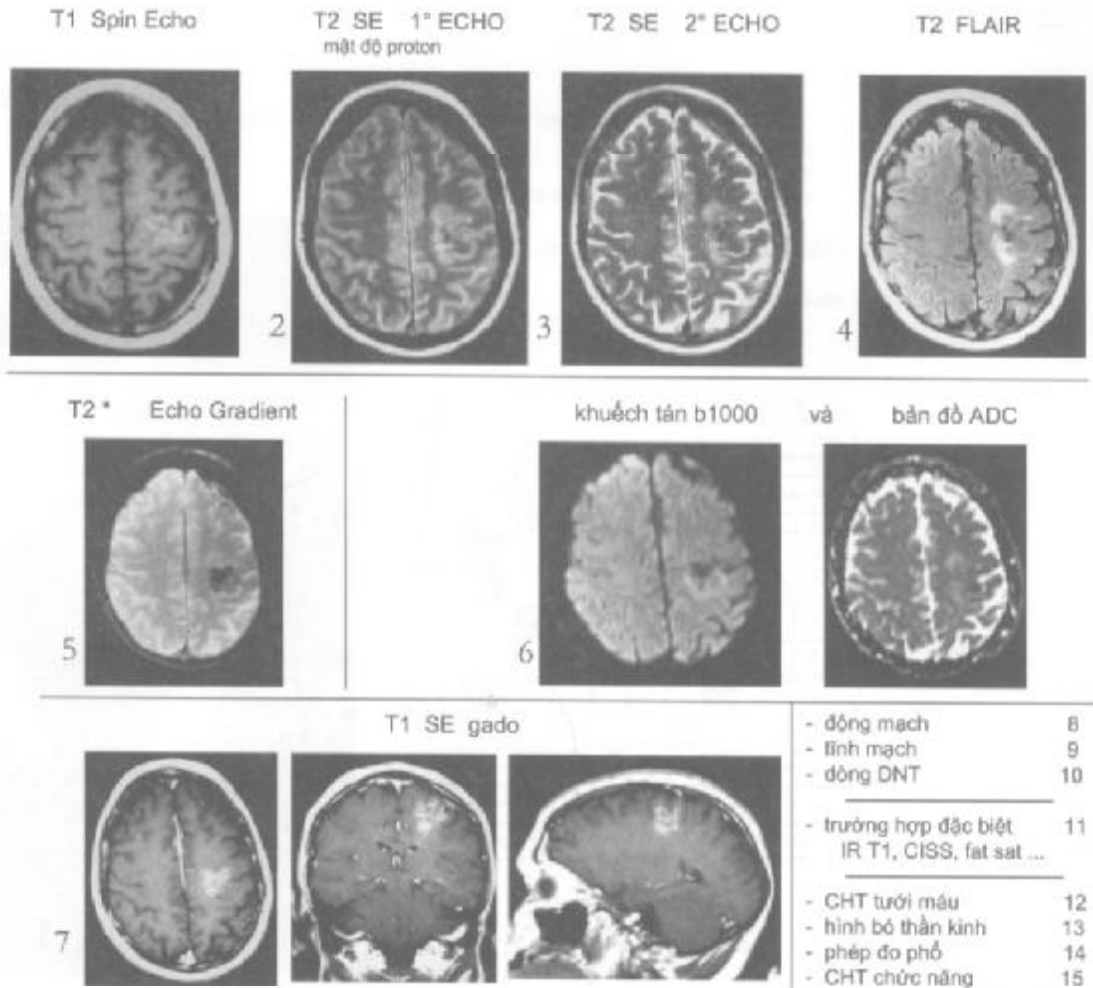 T1 Spin Echo
T2 SE 1° ECHO
mật độ proton
T2 SE 2° ECHO
T2 FLAIR
2
3
4
T2 * Echo Gradient
khuếch tán b1000 và bản đồ ADC
5
6
T1 SE gado
7
- động mạch 8
- tĩnh mạch 9
- dòng DNT 10
- trường hợp đặc biệt 11
IR T1, CISS, fat sat ...
- CHT tưới máu 12
- hình bó thần kinh 13
- phép đo phổ 14
- CHT chức năng 15